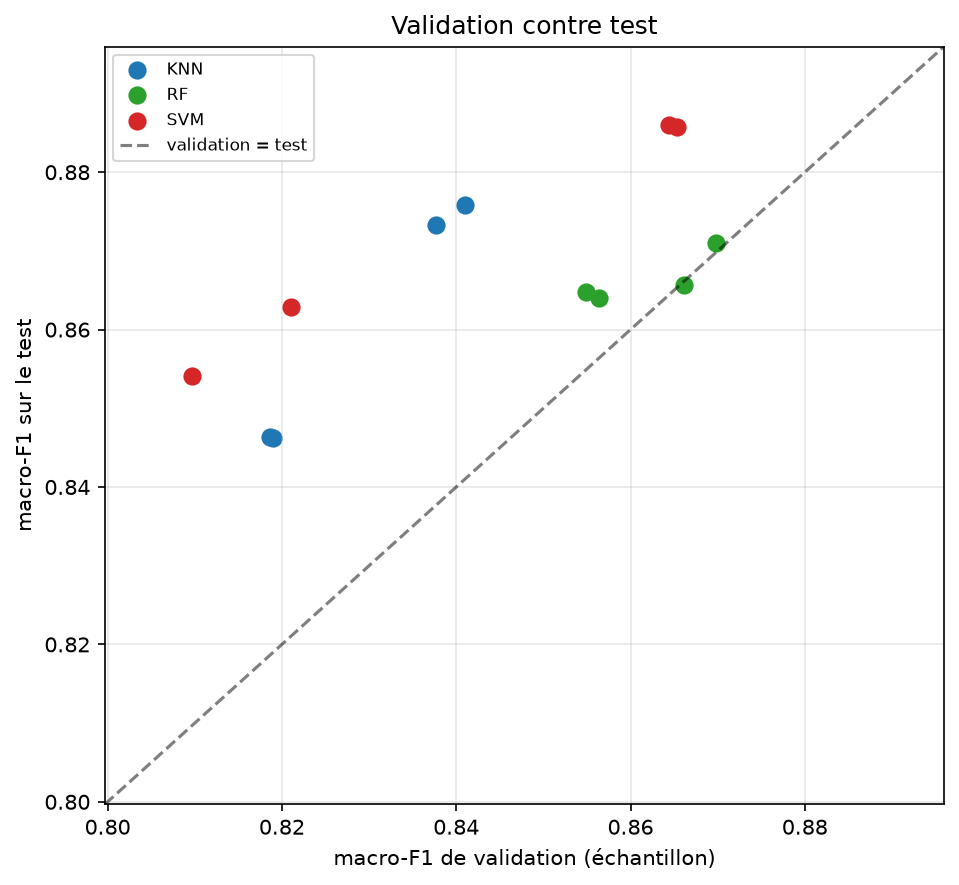 Validation contre test
KNN
RF
SVM
validation = test
macro-F1 sur le test
0.88
0.86
0.84
0.82
0.80
0.80
0.82
0.84
0.86
0.88
macro-F1 de validation (échantillon)